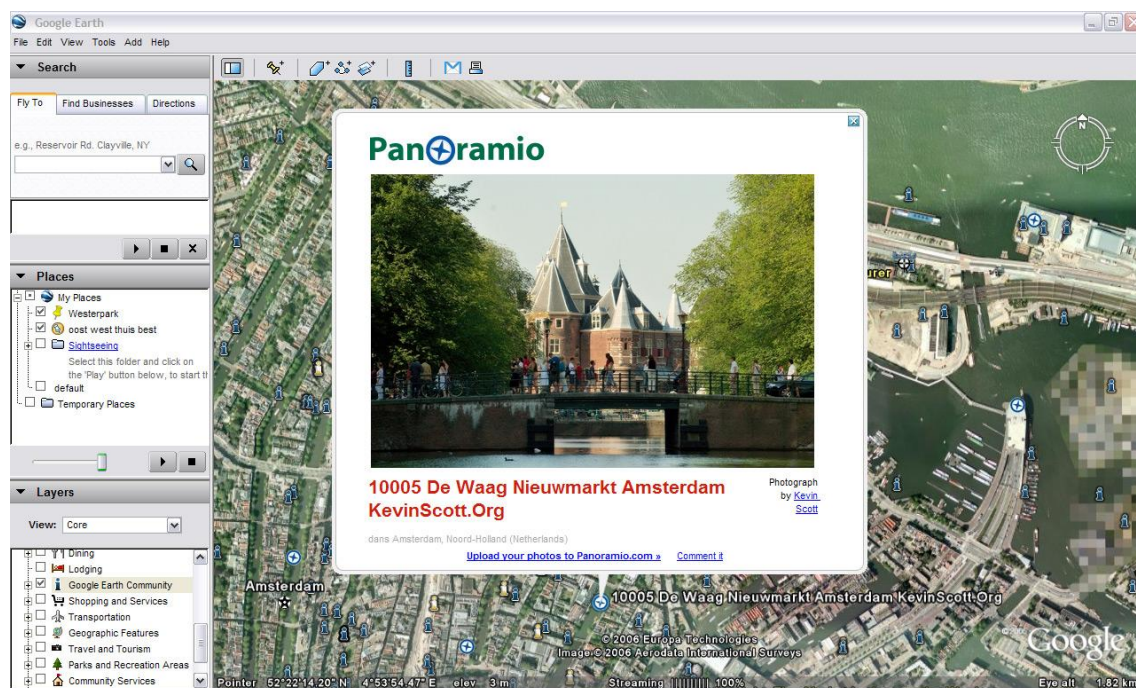 Google Earth
File Edit View Tools Add Help
Search
Fly To Find Businesses Directions
e.g., Reservoir Rd. Clayville, NY
Places
My Places
Westerpark
oost west thuis best
Sightseeing
Select this folder and click on
the 'Play' button below, to start th
default
Temporary Places
Layers
View: Core
Dining
Lodging
Google Earth Community
Shopping and Services
Transportation
Geographic Features
Travel and Tourism
Parks and Recreation Areas
Community Services
Panoramio
10005 De Waag Nieuwmarkt Amsterdam
KevinScott.Org
Photograph
by Kevin
Scott
dans Amsterdam, Noord-Holland (Netherlands)
Upload your photos to Panoramio.com »
Comment it
N
urer
Amsterdam
10005 De Waag Nieuwmarkt Amsterdam KevinScott.Org
© 2006 Europa Technologies
Image © 2006 Aerodata International Surveys
Google
Pointer 52°22'14.20" N 4°53'54.47" E elev 3 m Streaming 100% Eye alt 1.82 km